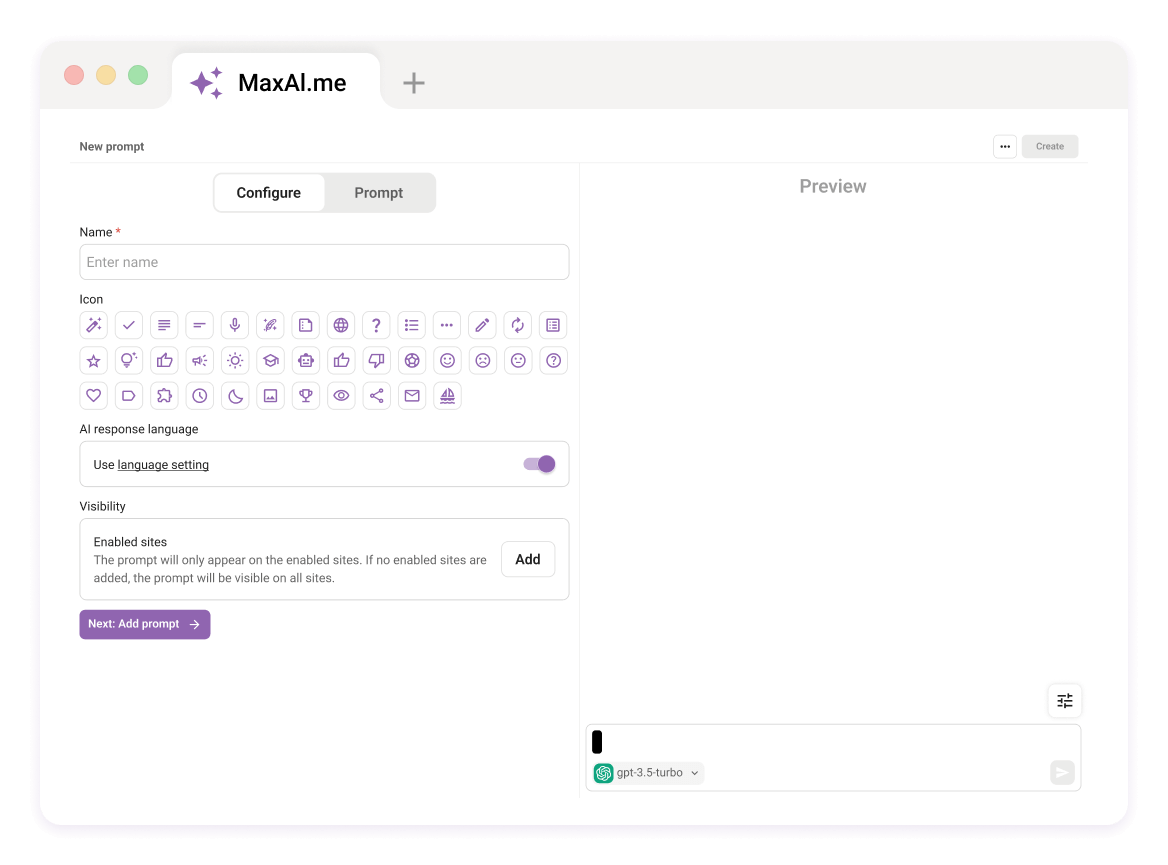 MaxAl.me
New prompt
Create
Configure
Prompt
Preview
Name *
Enter name
Icon
AI response language
Use language setting
Visibility
Enabled sites
The prompt will only appear on the enabled sites. If no enabled sites are
added, the prompt will be visible on all sites.
Add
Next: Add prompt
gpt-3.5-turbo